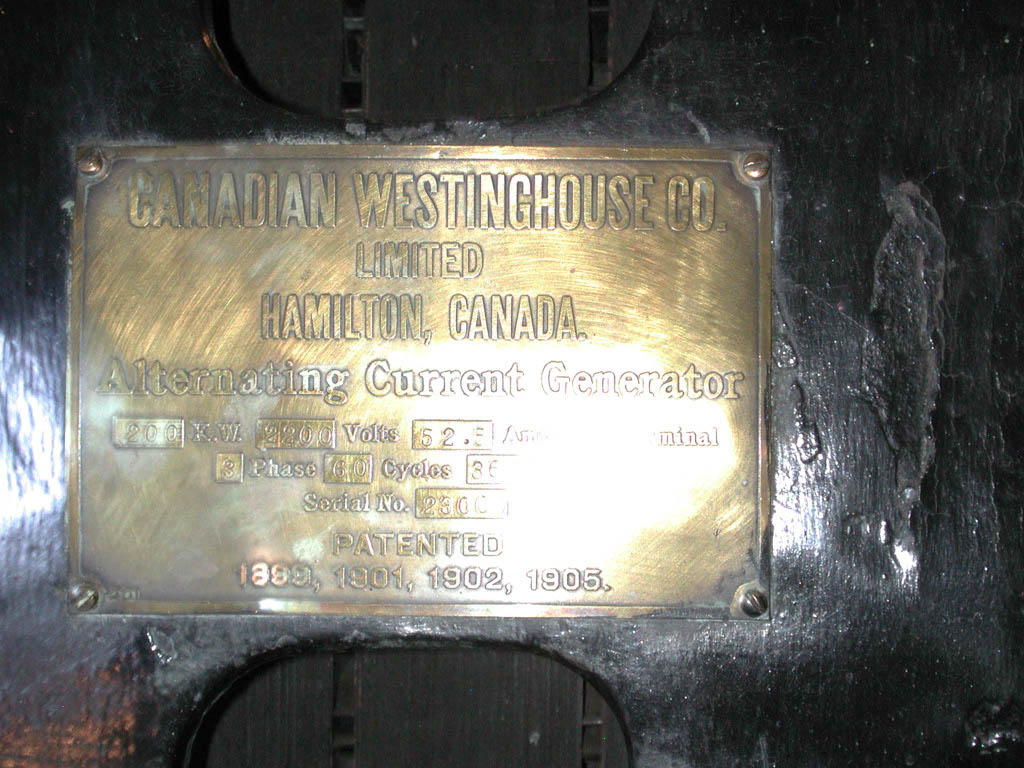 CANADIAN WESTINGHOUSE CO.
LIMITED
HAMILTON, CANADA.
Alternating Current Generator
200 K.W. 2200 Volts 52.5
3 Phase 60 Cycles
Serial No.
PATENTED
1899, 1901, 1902, 1905.